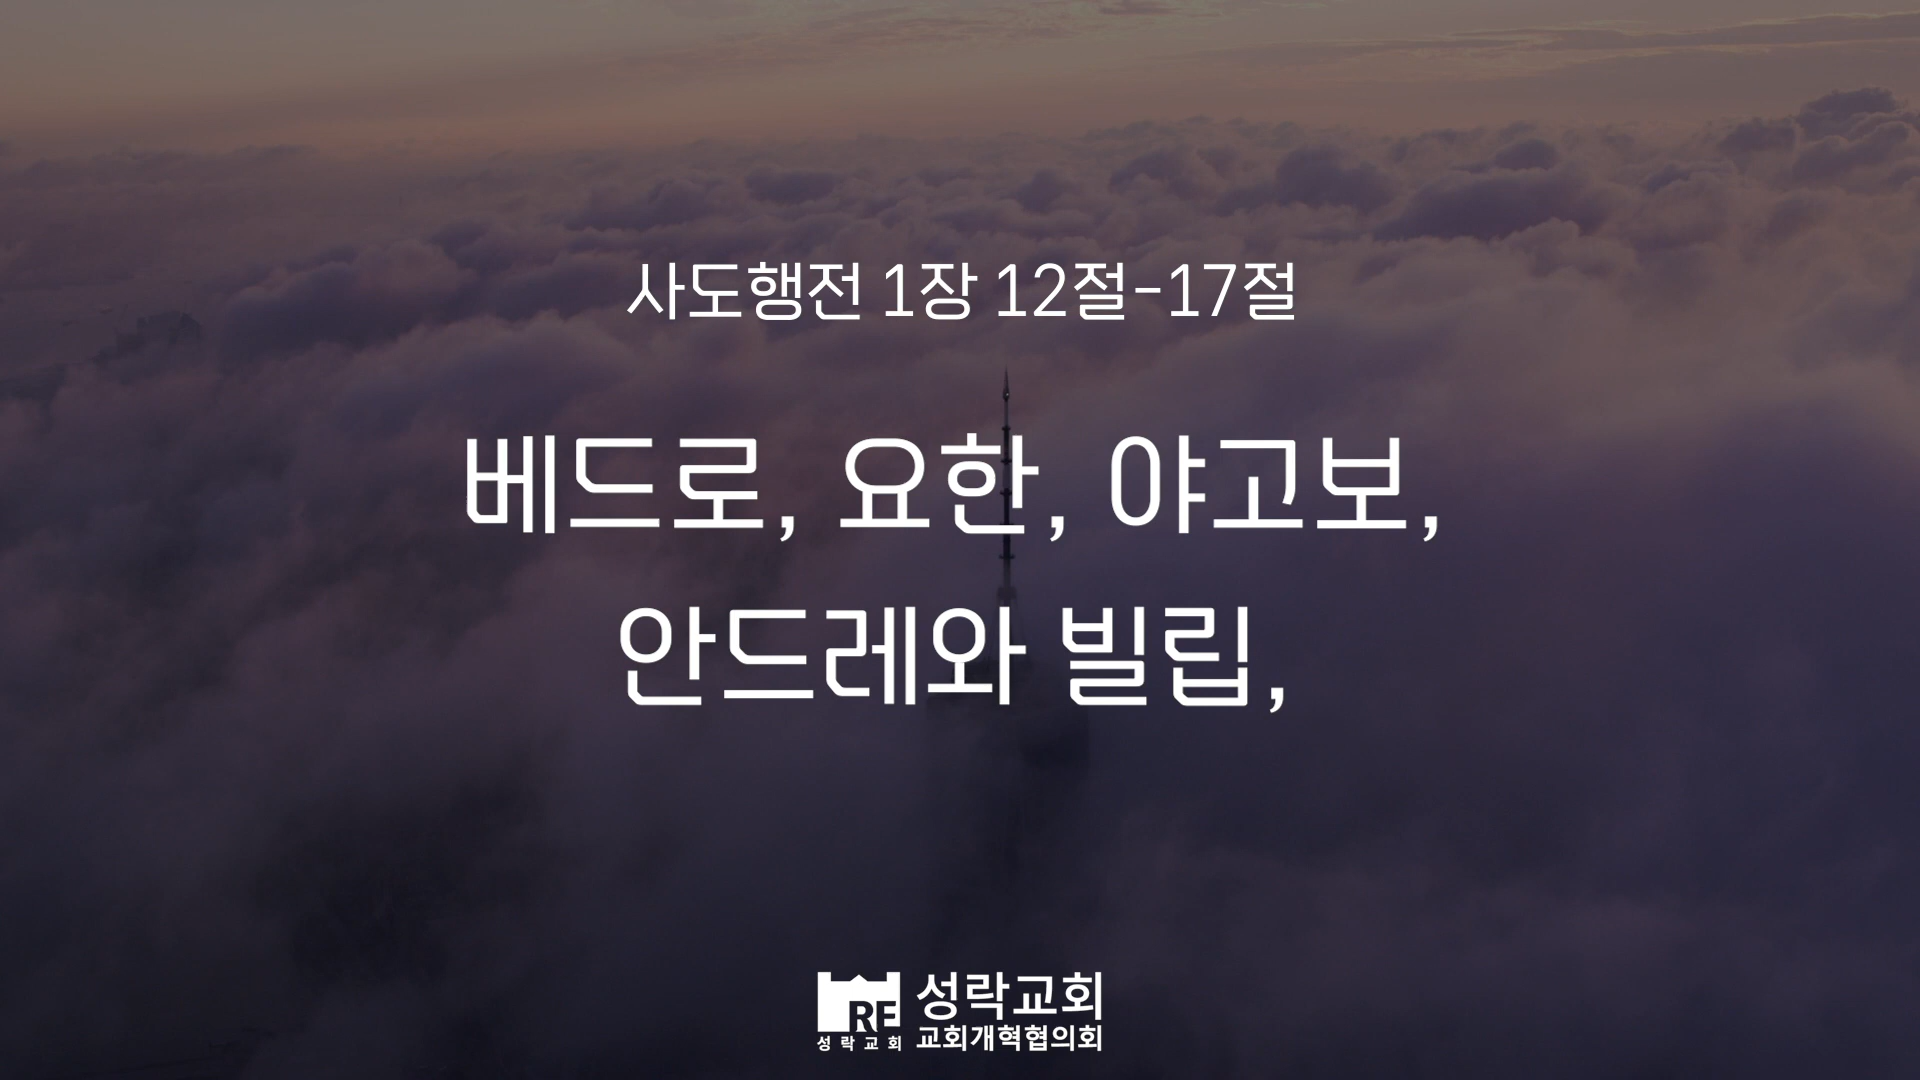 사도행전 1장 12절-17절
베드로, 요한, 야고보,
안드레와 빌립,
RE
성락교회
성락교회
교회개혁협의회